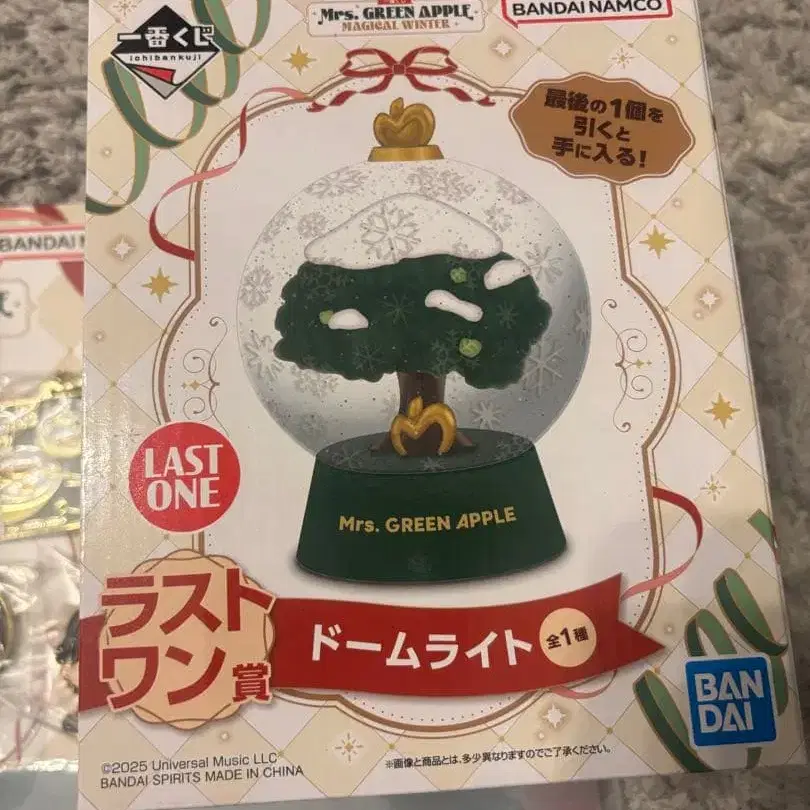 一番くじ
ichibankuji
Mrs. GREEN APPLE
MAGICAL WINTER
BANDAI NAMCO
最後の1個を
引くと
手に入る!
BANDAI
LAST
ONE
Mrs. GREEN APPLE
ラスト
ワン賞
ドームライト
全1種
BAN
DAI
©2025 Universal Music LLC
BANDAI SPIRITS MADE IN CHINA
※画像と商品とは、多少異なりますのでご了承ください。